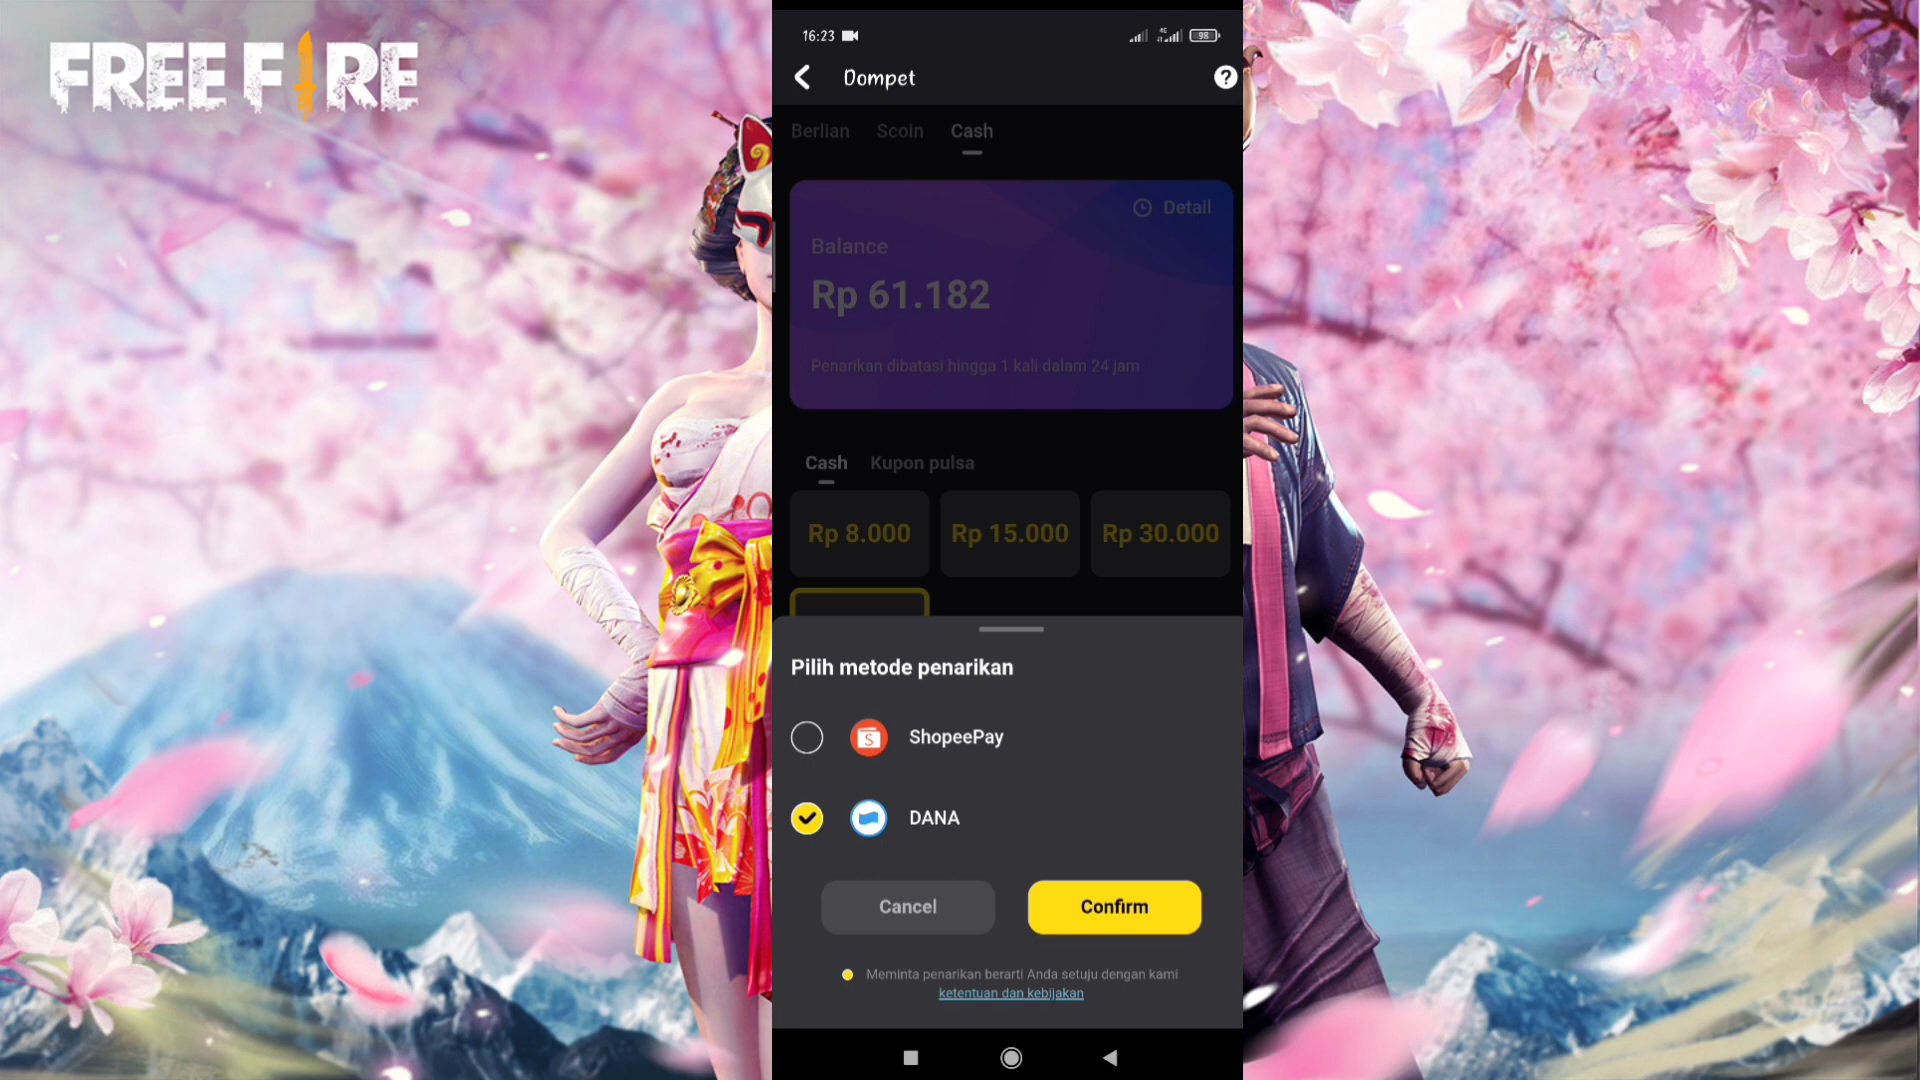 FREE FIRE
16:23
4G
98
Dompet
?
Berlian Scoin Cash
Detail
Balance
Rp 61.182
Penarikan dibatasi hingga 1 kali dalam 24 jam
Cash Kupon pulsa
Rp 8.000 Rp 15.000 Rp 30.000
Pilih metode penarikan
S ShopeePay
DANA
Cancel Confirm
Meminta penarikan berarti Anda setuju dengan kami
ketentuan dan kebijakan